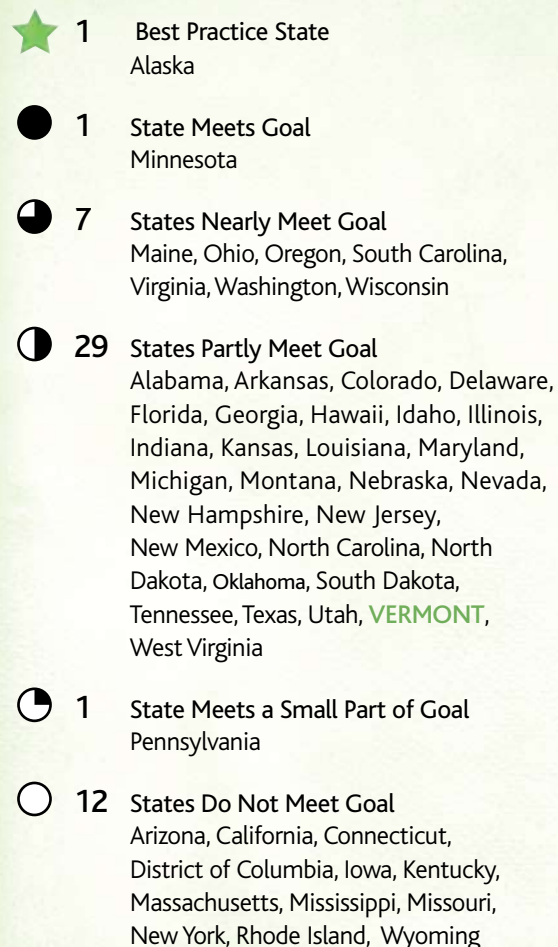 1 Best Practice State
Alaska
1 State Meets Goal
Minnesota
7 States Nearly Meet Goal
Maine, Ohio, Oregon, South Carolina,
Virginia, Washington, Wisconsin
29 States Partly Meet Goal
Alabama, Arkansas, Colorado, Delaware,
Florida, Georgia, Hawaii, Idaho, Illinois,
Indiana, Kansas, Louisiana, Maryland,
Michigan, Montana, Nebraska, Nevada,
New Hampshire, New Jersey,
New Mexico, North Carolina, North
Dakota, Oklahoma, South Dakota,
Tennessee, Texas, Utah, VERMONT,
West Virginia
1 State Meets a Small Part of Goal
Pennsylvania
12 States Do Not Meet Goal
Arizona, California, Connecticut,
District of Columbia, Iowa, Kentucky,
Massachusetts, Mississippi, Missouri,
New York, Rhode Island, Wyoming